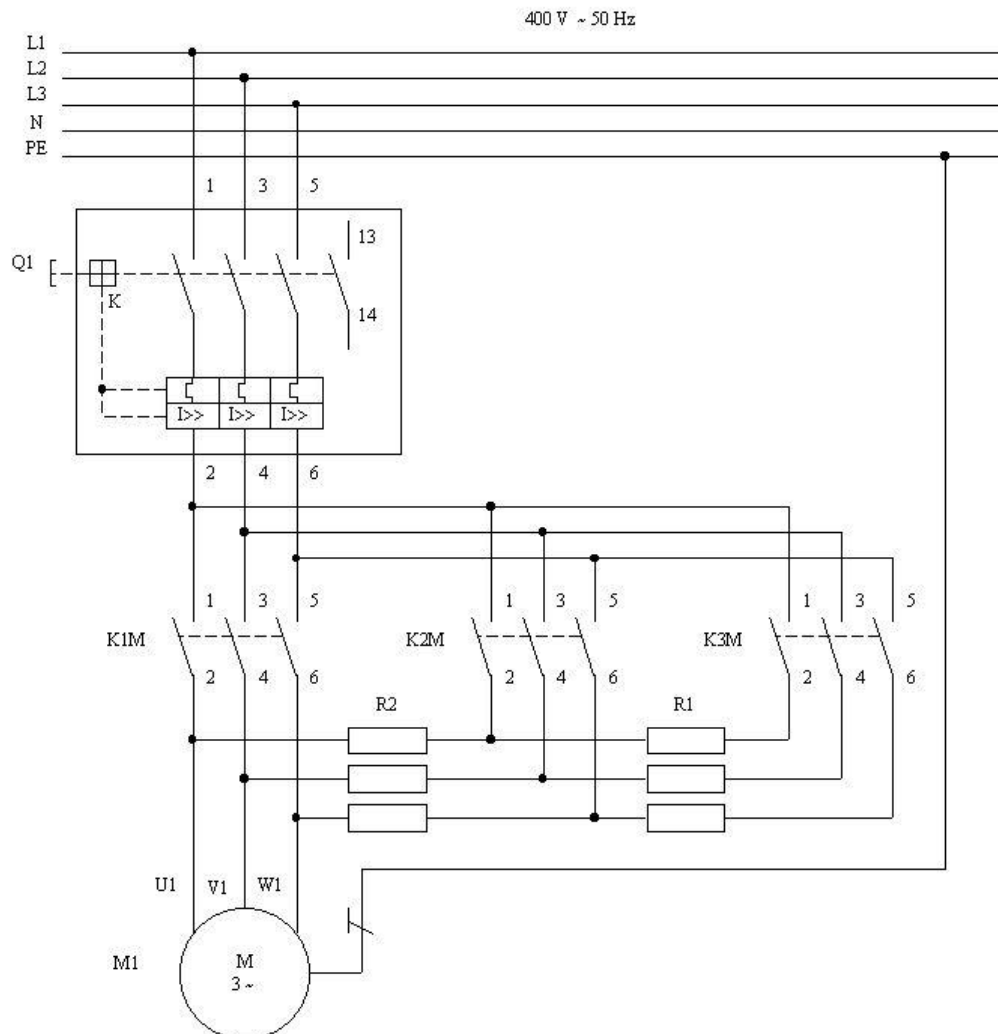 400 V ~ 50 Hz
L1
L2
L3
N
PE
1 3 5
13
Q1
K
14
I>> I>> I>>
2 4 6
1 3 5 1 3 5 1 3 5
K1M K2M K3M
2 4 6 2 4 6 2 4 6
R2 R1
U1 V1 W1
M1 M
3 ~